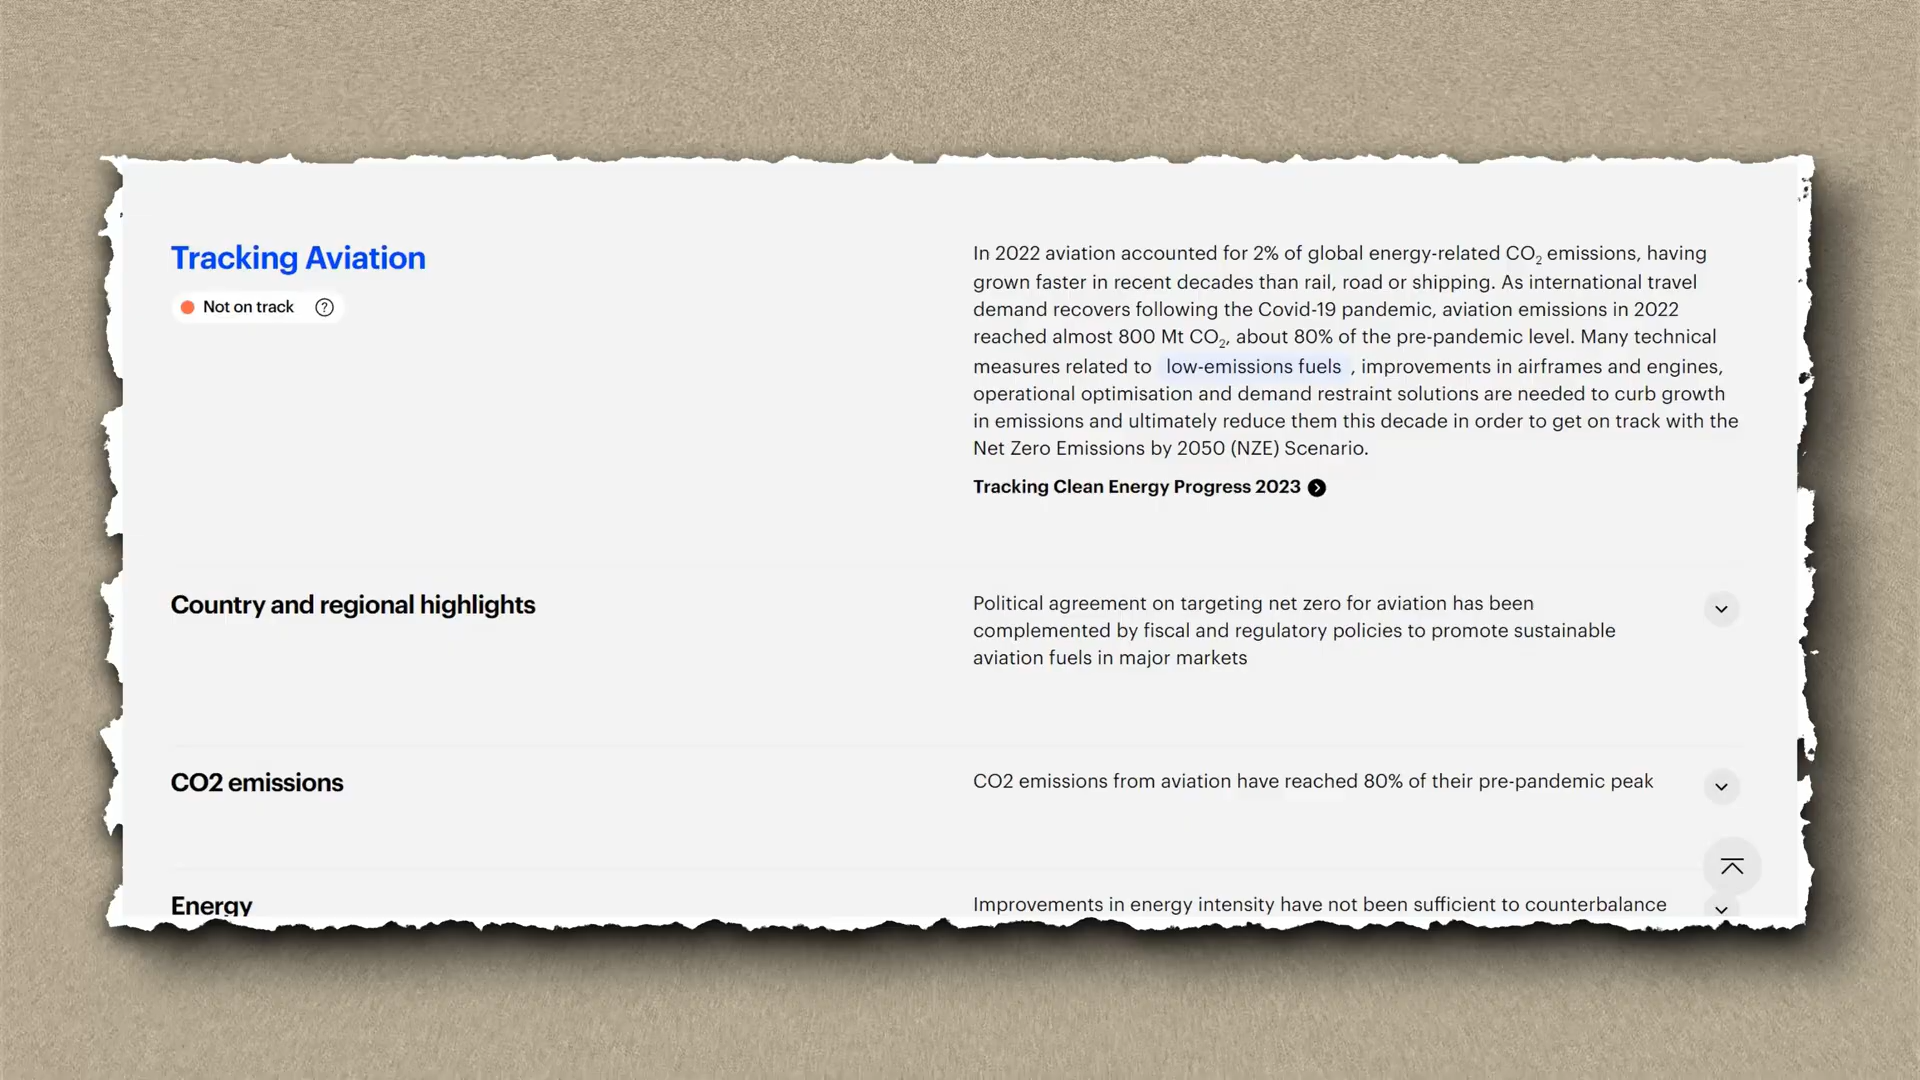 Tracking Aviation
Not on track
In 2022 aviation accounted for 2% of global energy-related CO₂ emissions, having
grown faster in recent decades than rail, road or shipping. As international travel
demand recovers following the Covid-19 pandemic, aviation emissions in 2022
reached almost 800 Mt CO₂, about 80% of the pre-pandemic level. Many technical
measures related to low-emissions fuels , improvements in airframes and engines,
operational optimisation and demand restraint solutions are needed to curb growth
in emissions and ultimately reduce them this decade in order to get on track with the
Net Zero Emissions by 2050 (NZE) Scenario.
Tracking Clean Energy Progress 2023
Country and regional highlights
Political agreement on targeting net zero for aviation has been
complemented by fiscal and regulatory policies to promote sustainable
aviation fuels in major markets
CO2 emissions
CO2 emissions from aviation have reached 80% of their pre-pandemic peak
Energy
Improvements in energy intensity have not been sufficient to counterbalance